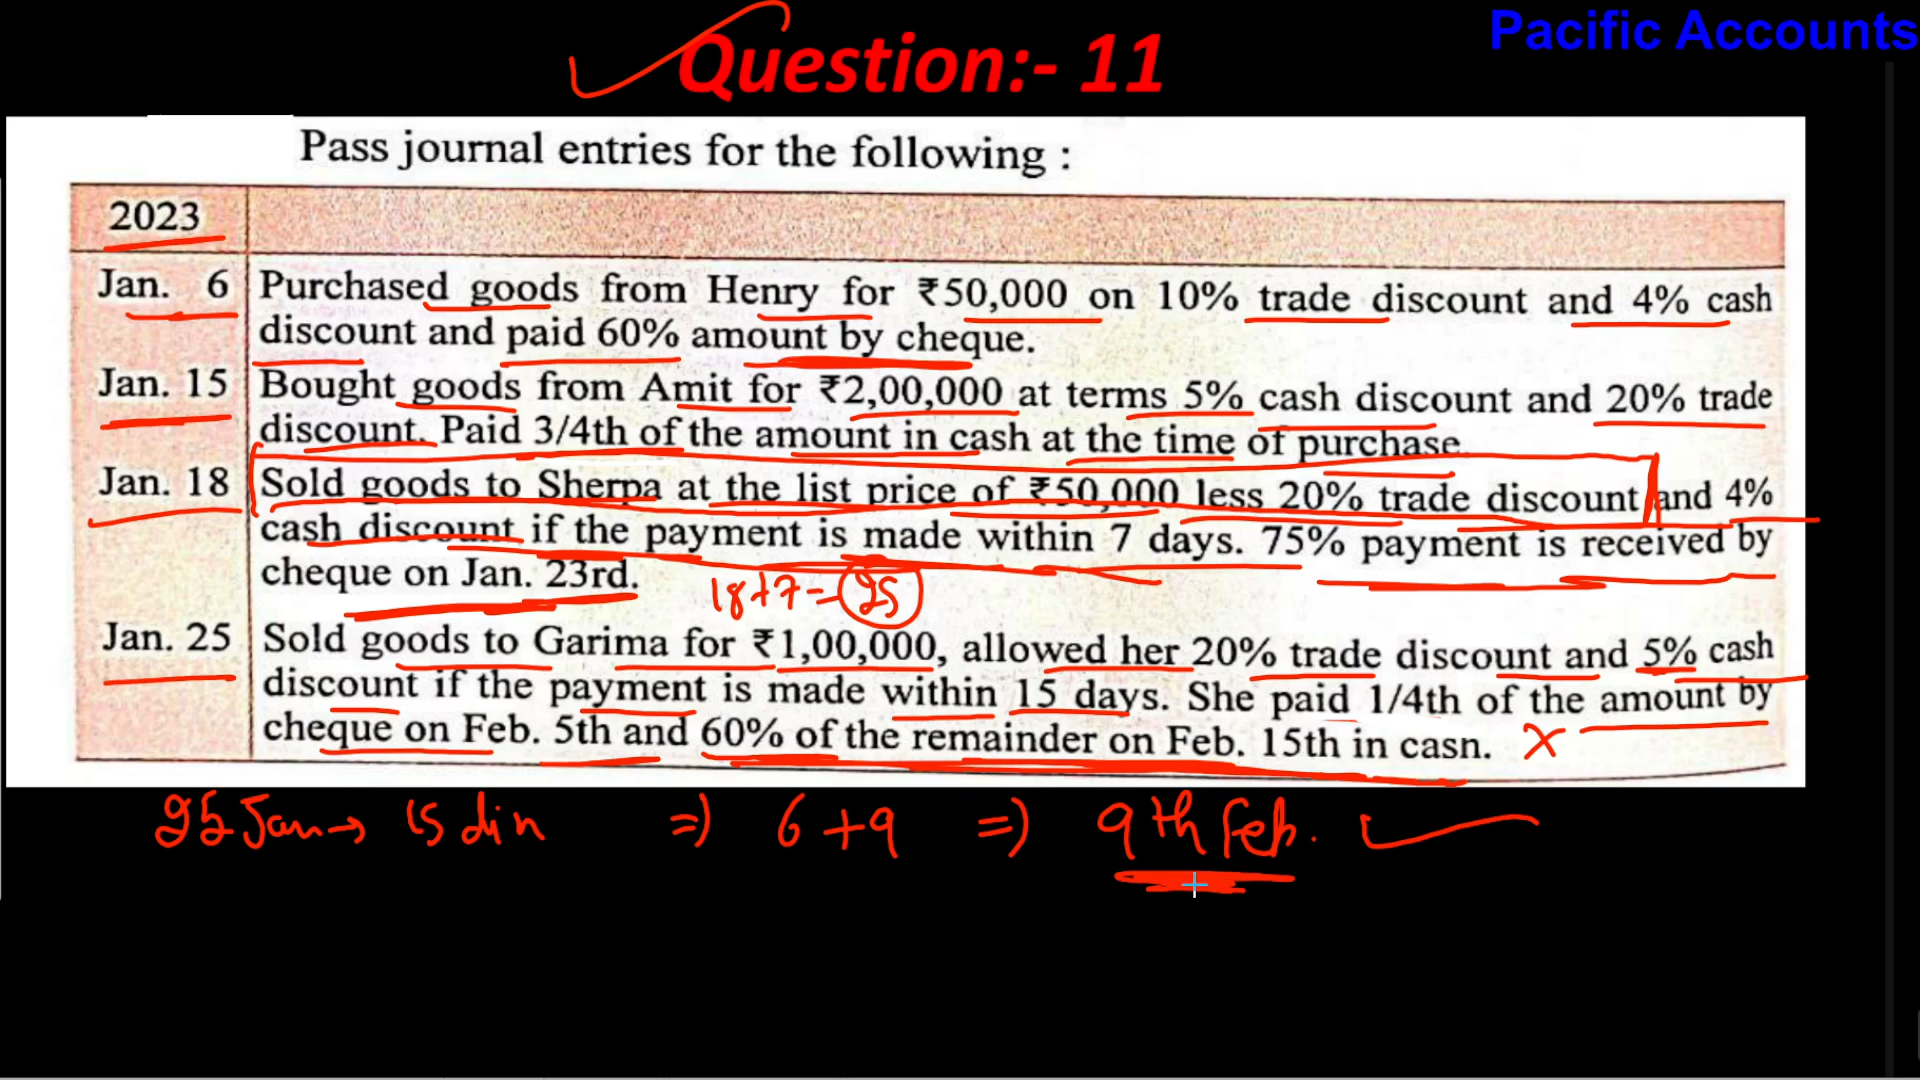 Pacific Accounts
Question:- 11
Pass journal entries for the following :
2023
Jan. 6 Purchased goods from Henry for ₹50,000 on 10% trade discount and 4% cash
discount and paid 60% amount by cheque.
Jan. 15 Bought goods from Amit for ₹2,00,000 at terms 5% cash discount and 20% trade
discount. Paid 3/4th of the amount in cash at the time of purchase.
Jan. 18 Sold goods to Sherpa at the list price of ₹50,000 less 20% trade discount and 4%
cash discount if the payment is made within 7 days. 75% payment is received by
cheque on Jan. 23rd.
18+7=25
Jan. 25 Sold goods to Garima for ₹1,00,000, allowed her 20% trade discount and 5% cash
discount if the payment is made within 15 days. She paid 1/4th of the amount by
cheque on Feb. 5th and 60% of the remainder on Feb. 15th in cash.
25 Jan → 15 din ⇒ 6+9 ⇒ 9th Feb.